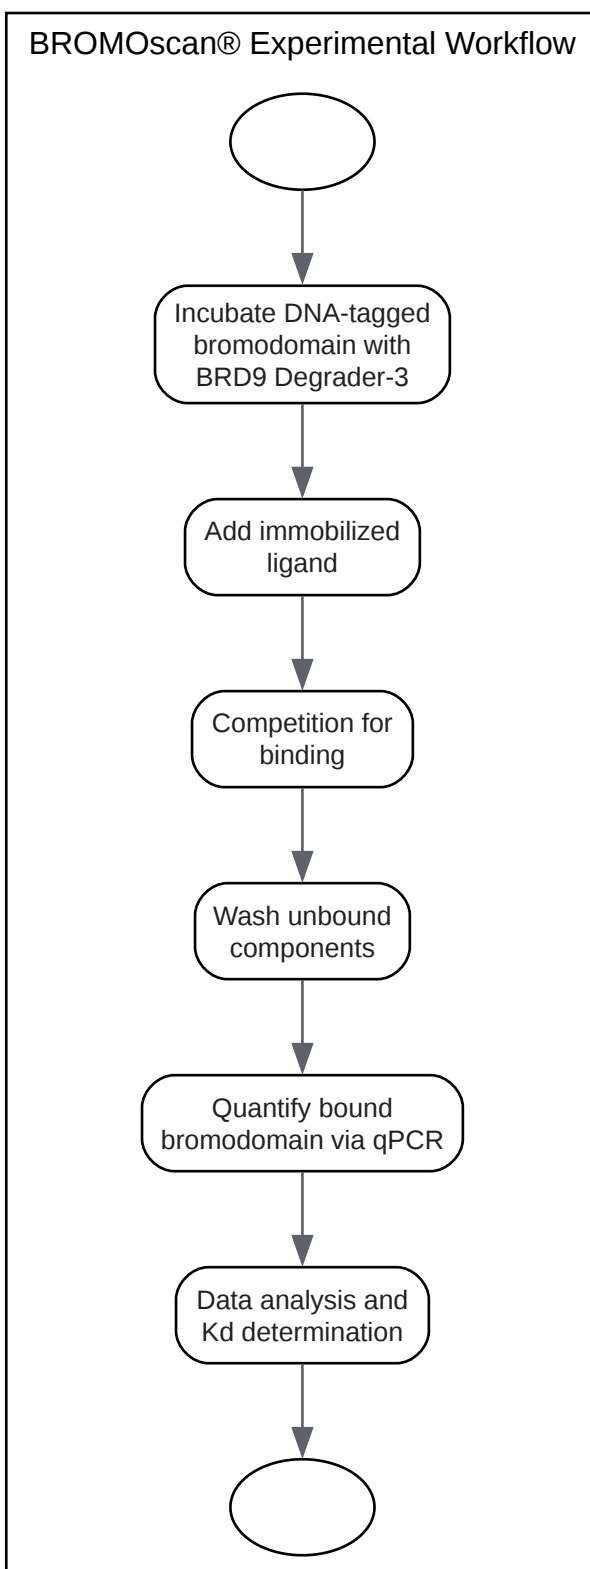 BROMOscan® Experimental Workflow
Incubate DNA-tagged
bromodomain with
BRD9 Degrader-3
Add immobilized
ligand
Competition for
binding
Wash unbound
components
Quantify bound
bromodomain via qPCR
Data analysis and
Kd determination